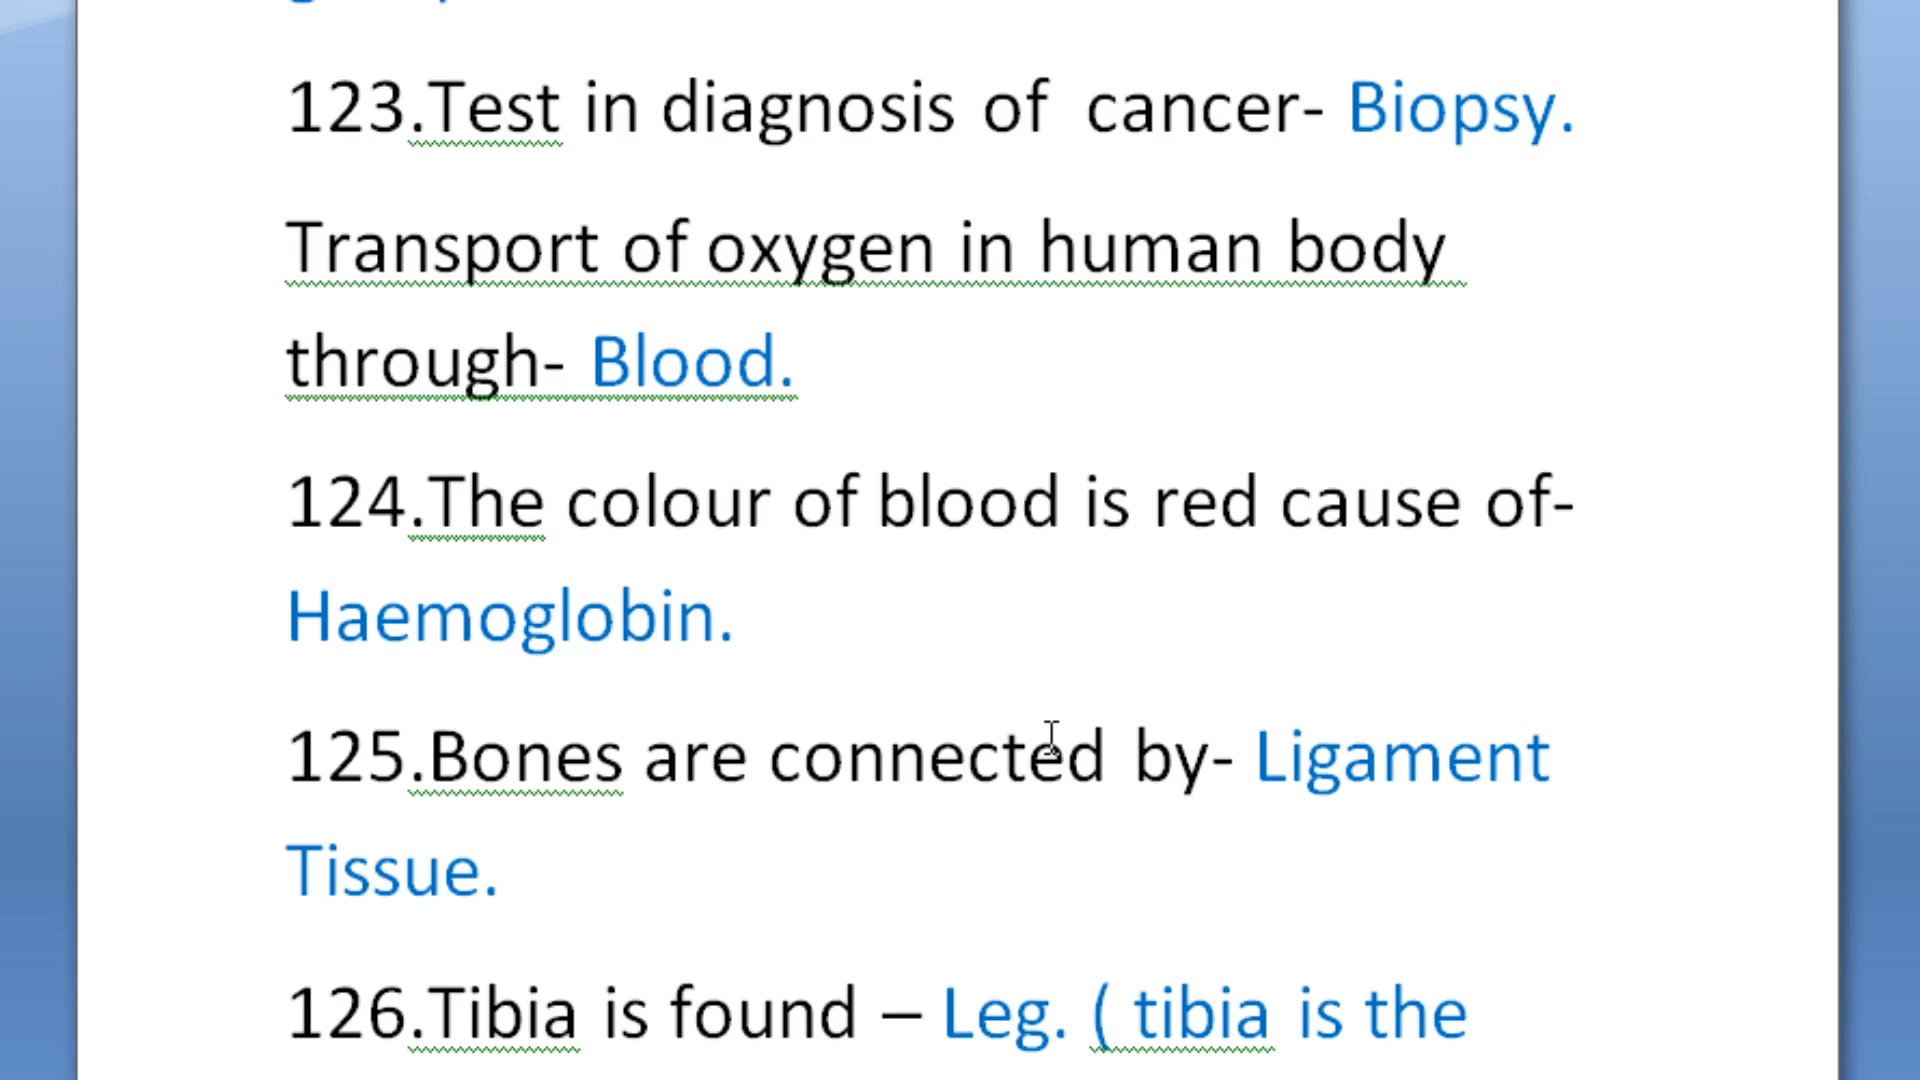 123.Test in diagnosis of cancer- Biopsy.
Transport of oxygen in human body
through- Blood.
124.The colour of blood is red cause of-
Haemoglobin.
125.Bones are connected by- Ligament
Tissue.
126.Tibia is found – Leg. ( tibia is the